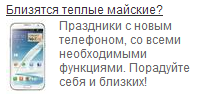 Близятся теплые майские?
Праздники с новым
телефоном, со всеми
необходимыми
функциями. Порадуйте
себя и близких!